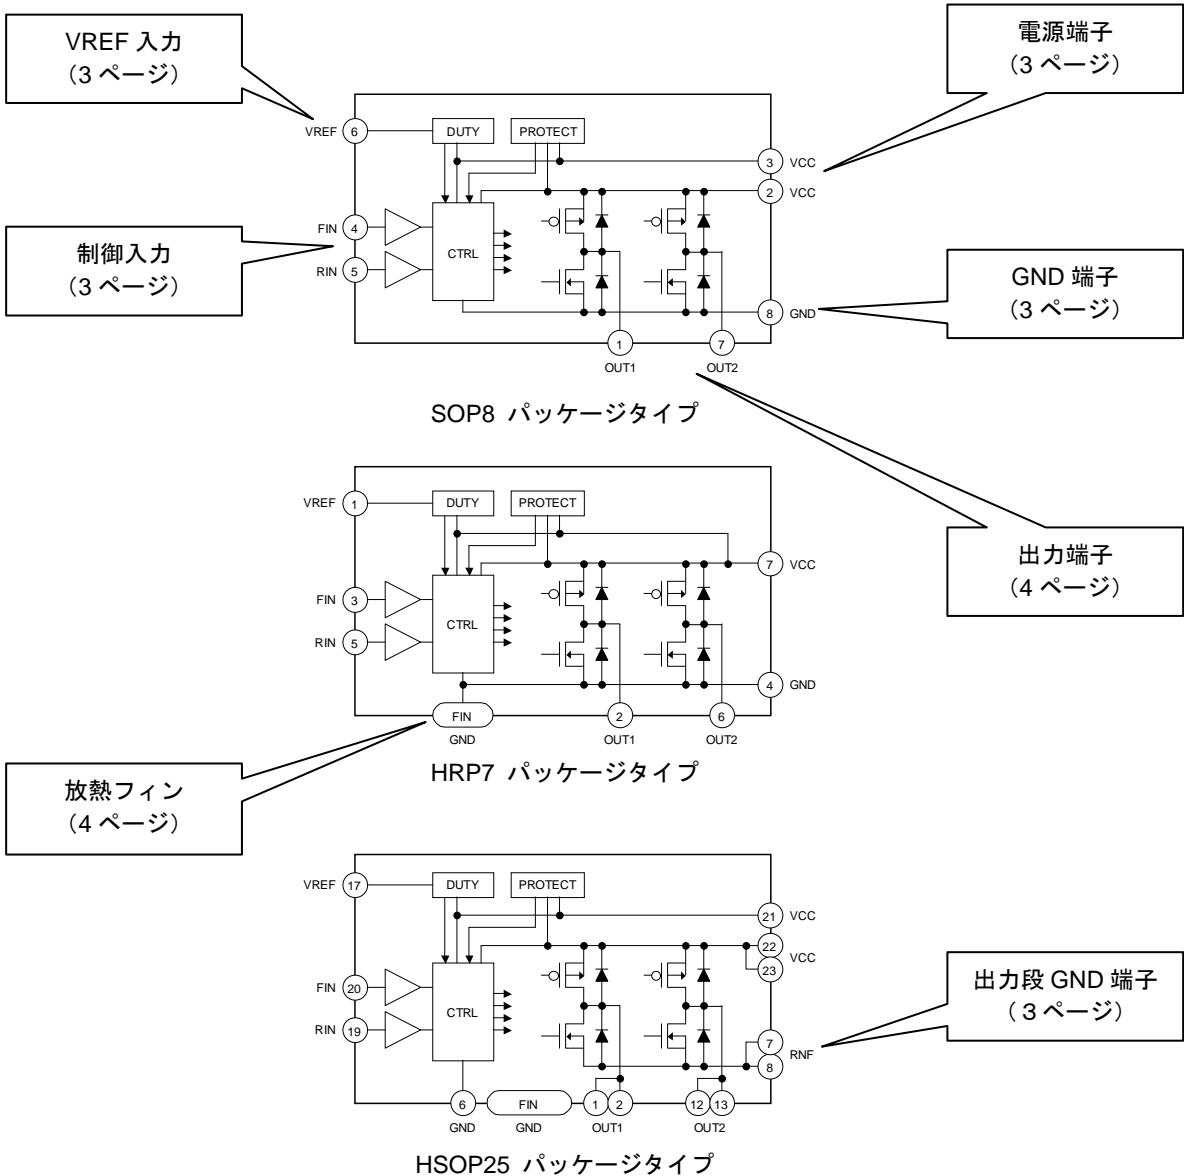 VREF 入力
（3 ページ）
電源端子
（3 ページ）
制御入力
（3 ページ）
GND 端子
（3 ページ）
VREF 6 DUTY PROTECT
3 VCC
2 VCC
FIN 4
CTRL
RIN 5
8 GND
1 7
OUT1 OUT2
SOP8 パッケージタイプ
出力端子
（4 ページ）
VREF 1 DUTY PROTECT
7 VCC
FIN 3
CTRL
RIN 5
4 GND
FIN 2 6
GND OUT1 OUT2
HRP7 パッケージタイプ
放熱フィン
（4 ページ）
VREF 17 DUTY PROTECT
21 VCC
22
VCC
23
FIN 20
CTRL
RIN 19
7
RNF
8
6 FIN 1 2 12 13
GND GND OUT1 OUT2
HSOP25 パッケージタイプ
出力段 GND 端子
（ 3 ページ）